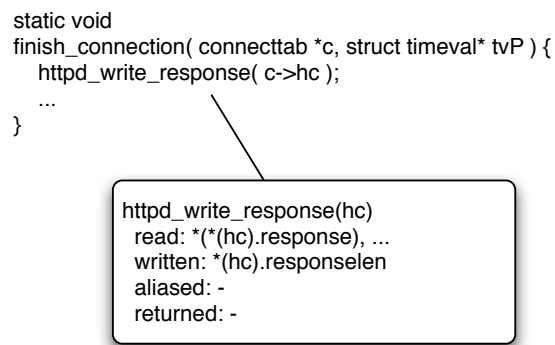 static void
finish_connection( connecttab *c, struct timeval* tvP ) {
httpd_write_response( c->hc );
...
}
httpd_write_response(hc)
read: *(*(hc).response), ...
written: *(hc).responselen
aliased: -
returned: -